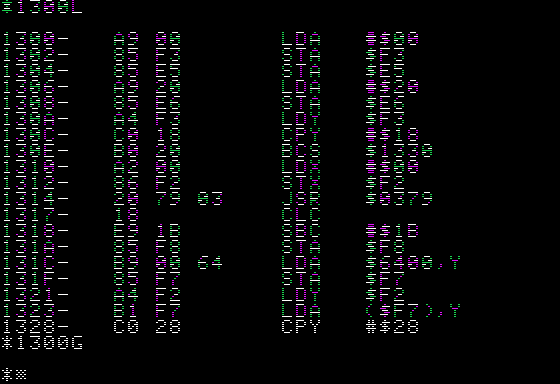 *1300L
1300- A9 00 LDA #$00
1302- 85 F3 STA $F3
1304- 85 E5 STA $E5
1306- A9 20 LDA #$20
1308- 85 E6 STA $E6
130A- A4 F3 LDY $F3
130C- C0 18 CPY #$18
130E- B0 20 BCS $1330
1310- A2 00 LDX #$00
1312- 86 F2 STX $F2
1314- 20 79 03 JSR $0379
1317- 18 CLC
1318- E9 1B SBC #$1B
131A- 85 F8 STA $F8
131C- B9 00 64 LDA $6400,Y
131F- 85 F7 STA $F7
1321- A4 F2 LDY $F2
1323- B1 F7 LDA ($F7),Y
1328- C0 28 CPY #$28
*1300G
*